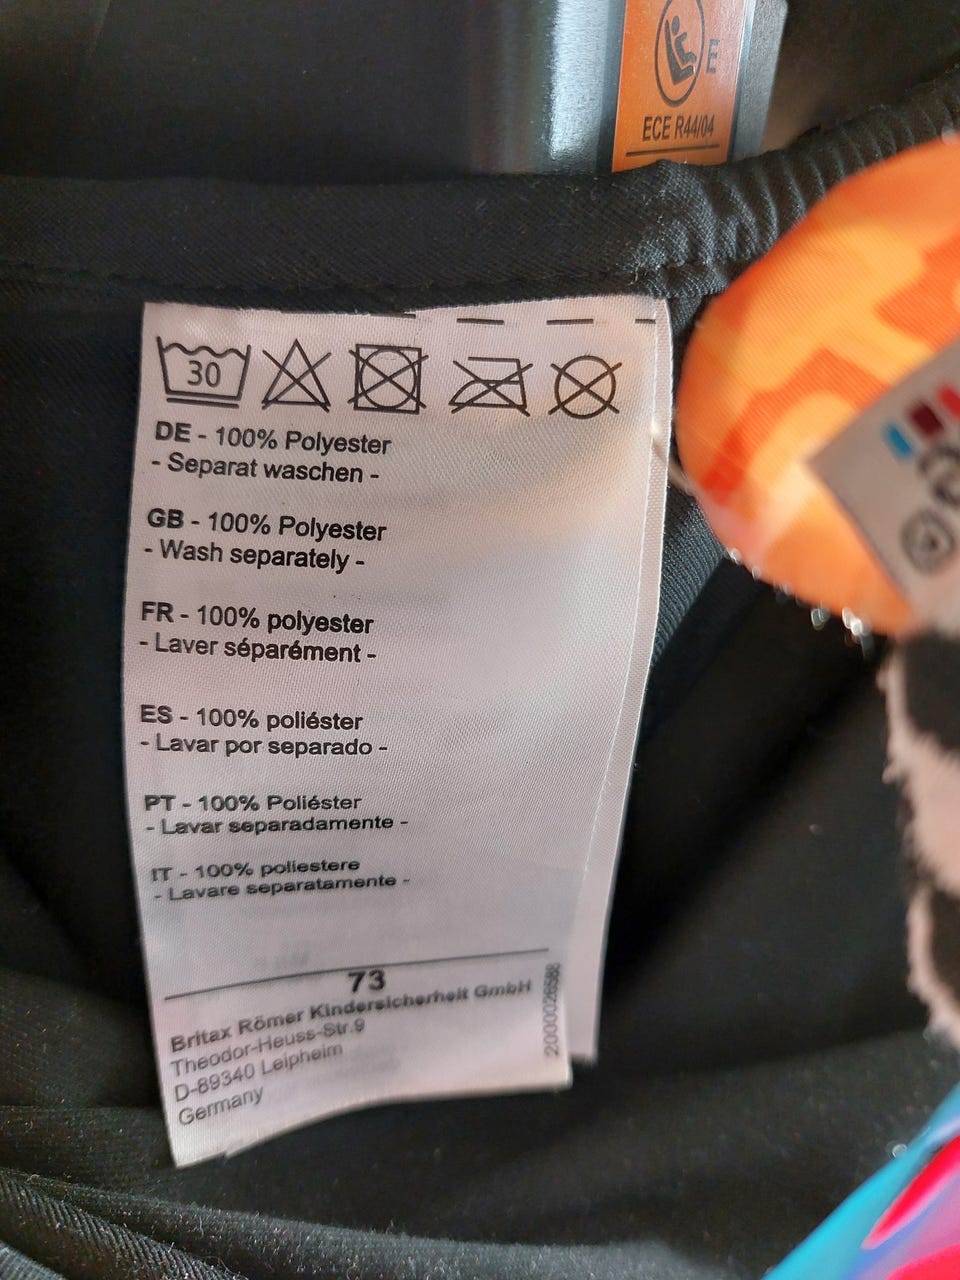 E
ECE R44/04
30
DE - 100% Polyester
- Separat waschen -
GB - 100% Polyester
- Wash separately -
FR - 100% polyester
- Laver séparément -
ES - 100% poliéster
- Lavar por separado -
PT - 100% Poliéster
- Lavar separadamente -
IT - 100% poliestere
- Lavare separatamente -
73
Britax Römer Kindersicherheit GmbH
Theodor-Heuss-Str.9
D-89340 Leipheim
Germany
2000026588